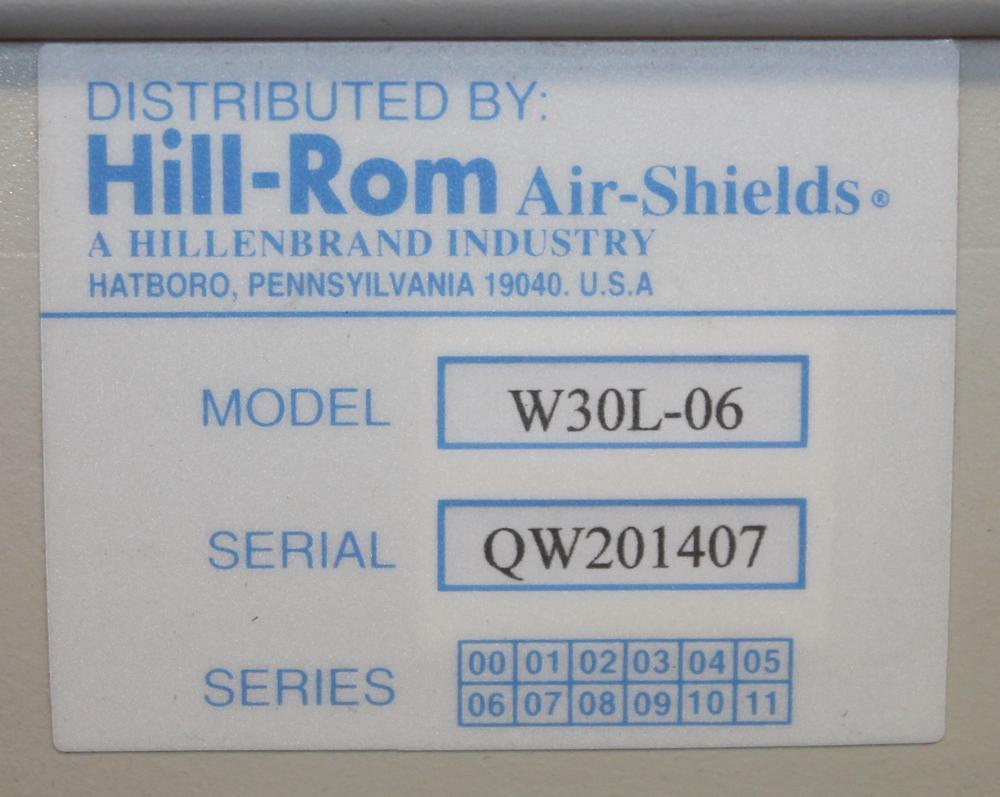 DISTRIBUTED BY:
Hill-Rom Air-Shields®
A HILLENBRAND INDUSTRY
HATBORO, PENNSYILVANIA 19040. U.S.A
MODEL W30L-06
SERIAL QW201407
SERIES 00 01 02 03 04 05
06 07 08 09 10 11